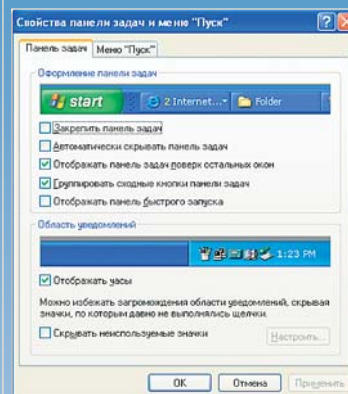 Свойства панели задач и меню "Пуск"
Панель задач Меню "Пуск"
Оформление панели задач
start 2 Internet... Folder
Закрепить панель задач
Автоматически скрывать панель задач
Отображать панель задач поверх остальных окон
Группировать сходные кнопки панели задач
Отображать панель быстрого запуска
Область уведомлений
1:23 PM
Отображать часы
Можно избежать загромождения области уведомлений, скрывая
значки, по которым давно не выполнялись щелчки.
Скрывать неиспользуемые значки Настроить...
OK Отмена Применить